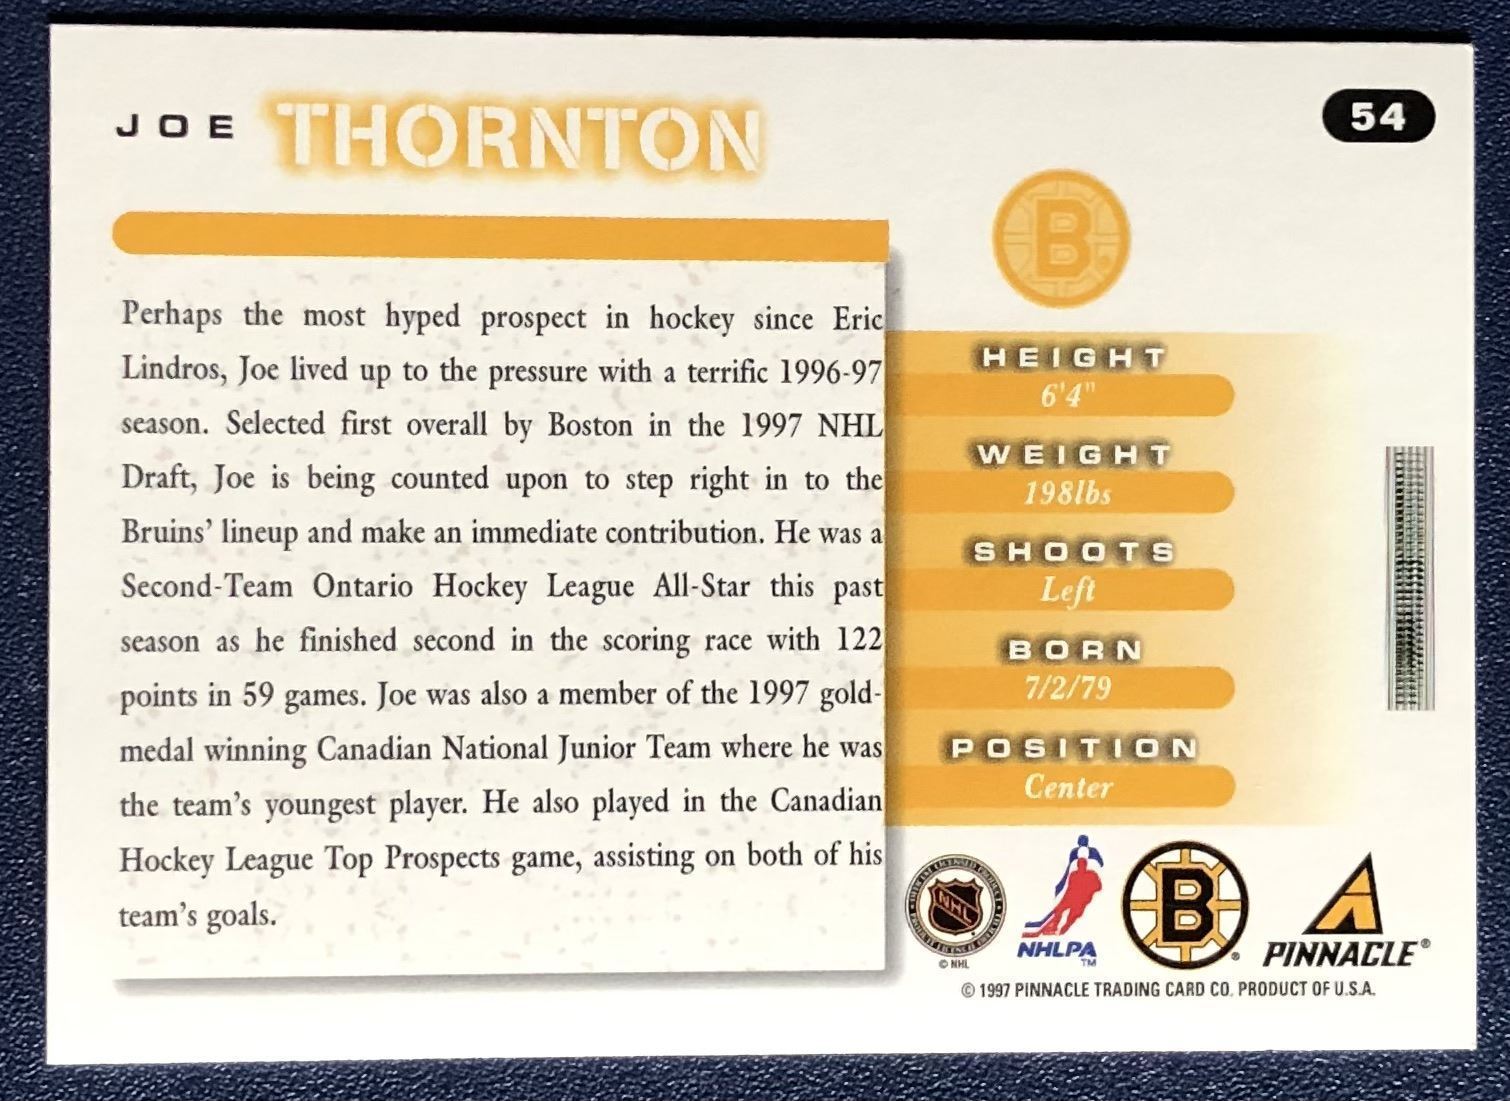 JOE THORNTON
54
B
Perhaps the most hyped prospect in hockey since Eric
Lindros, Joe lived up to the pressure with a terrific 1996-97
season. Selected first overall by Boston in the 1997 NHL
Draft, Joe is being counted upon to step right in to the
Bruins’ lineup and make an immediate contribution. He was a
Second-Team Ontario Hockey League All-Star this past
season as he finished second in the scoring race with 122
points in 59 games. Joe was also a member of the 1997 gold-
medal winning Canadian National Junior Team where he was
the team’s youngest player. He also played in the Canadian
Hockey League Top Prospects game, assisting on both of his
team’s goals.
HEIGHT
6'4"
WEIGHT
198lbs
SHOOTS
Left
BORN
7/2/79
POSITION
Center
NHL
© NHL
NHLPA
TM
B
®
PINNACLE®
© 1997 PINNACLE TRADING CARD CO. PRODUCT OF U.S.A.